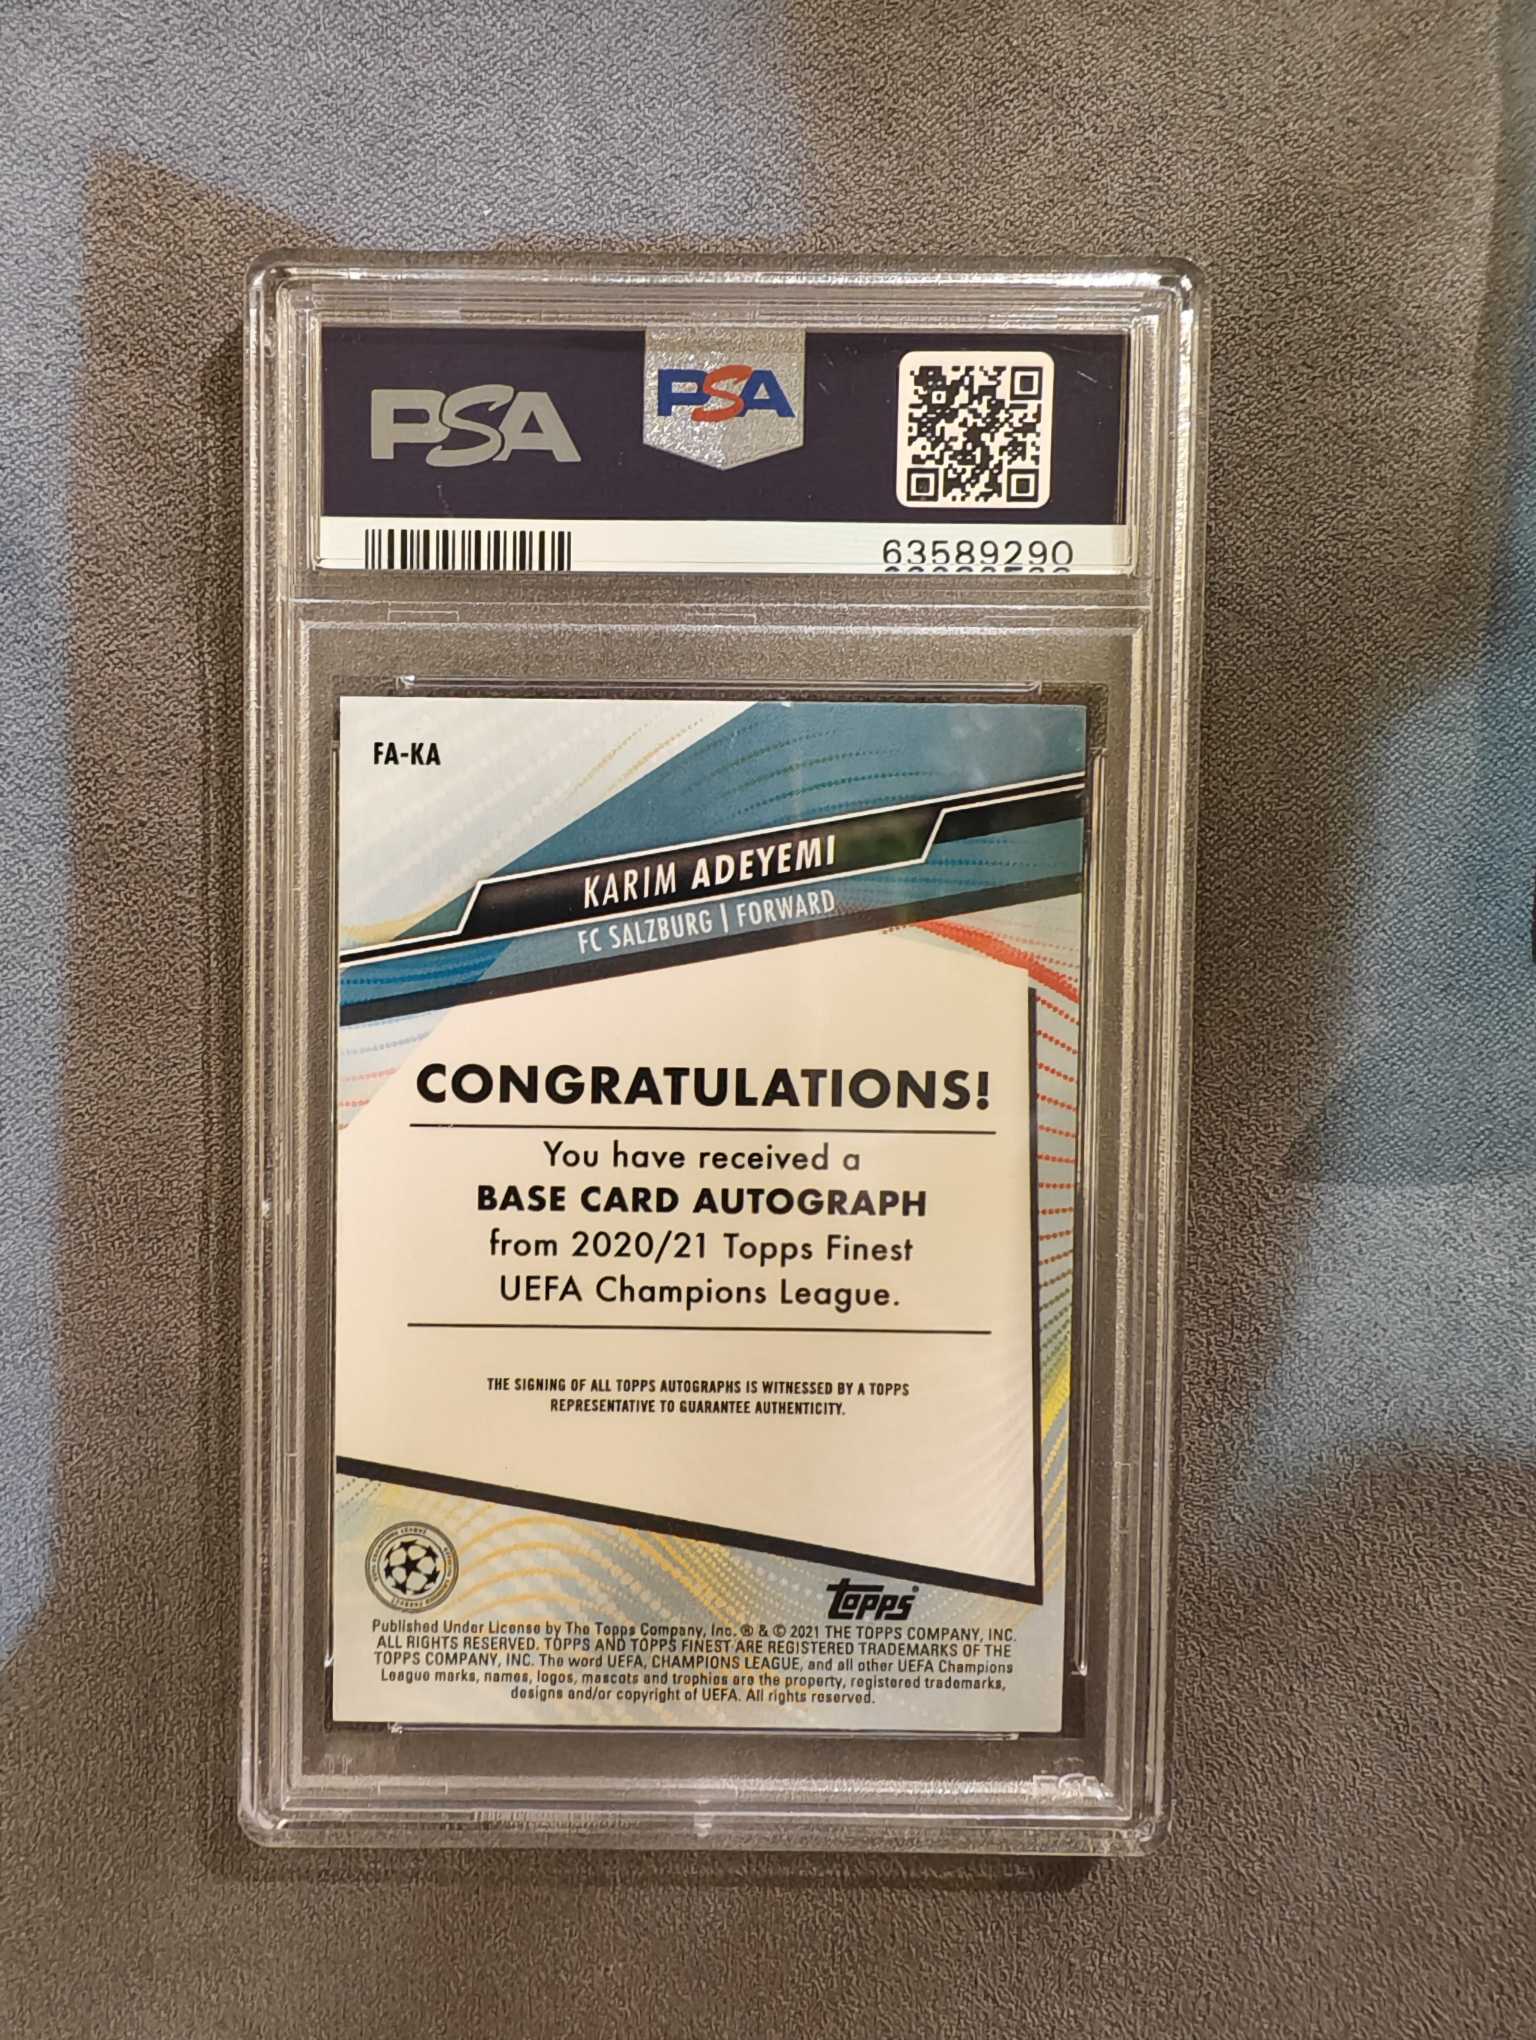 PSA
PSA
63589290
FA-KA
KARIM ADEYEMI
FC SALZBURG | FORWARD
CONGRATULATIONS!
You have received a
BASE CARD AUTOGRAPH
from 2020/21 Topps Finest
UEFA Champions League.
THE SIGNING OF ALL TOPPS AUTOGRAPHS IS WITNESSED BY A TOPPS
REPRESENTATIVE TO GUARANTEE AUTHENTICITY.
topps
Published Under License by The Topps Company, Inc. ® & © 2021 THE TOPPS COMPANY, INC.
ALL RIGHTS RESERVED. TOPPS AND TOPPS FINEST ARE REGISTERED TRADEMARKS OF THE
TOPPS COMPANY, INC. The word UEFA, CHAMPIONS LEAGUE, and all other UEFA Champions
League marks, names, logos, mascots and trophies are the property, registered trademarks,
designs and/or copyright of UEFA. All rights reserved.
PSA